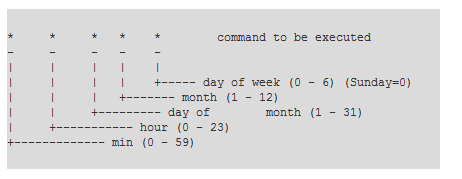 * * * * * command to be executed
- - - - -
| | | | |
| | | | +----- day of week (0 - 6) (Sunday=0)
| | | +------- month (1 - 12)
| | +--------- day of month (1 - 31)
| +----------- hour (0 - 23)
+------------- min (0 - 59)